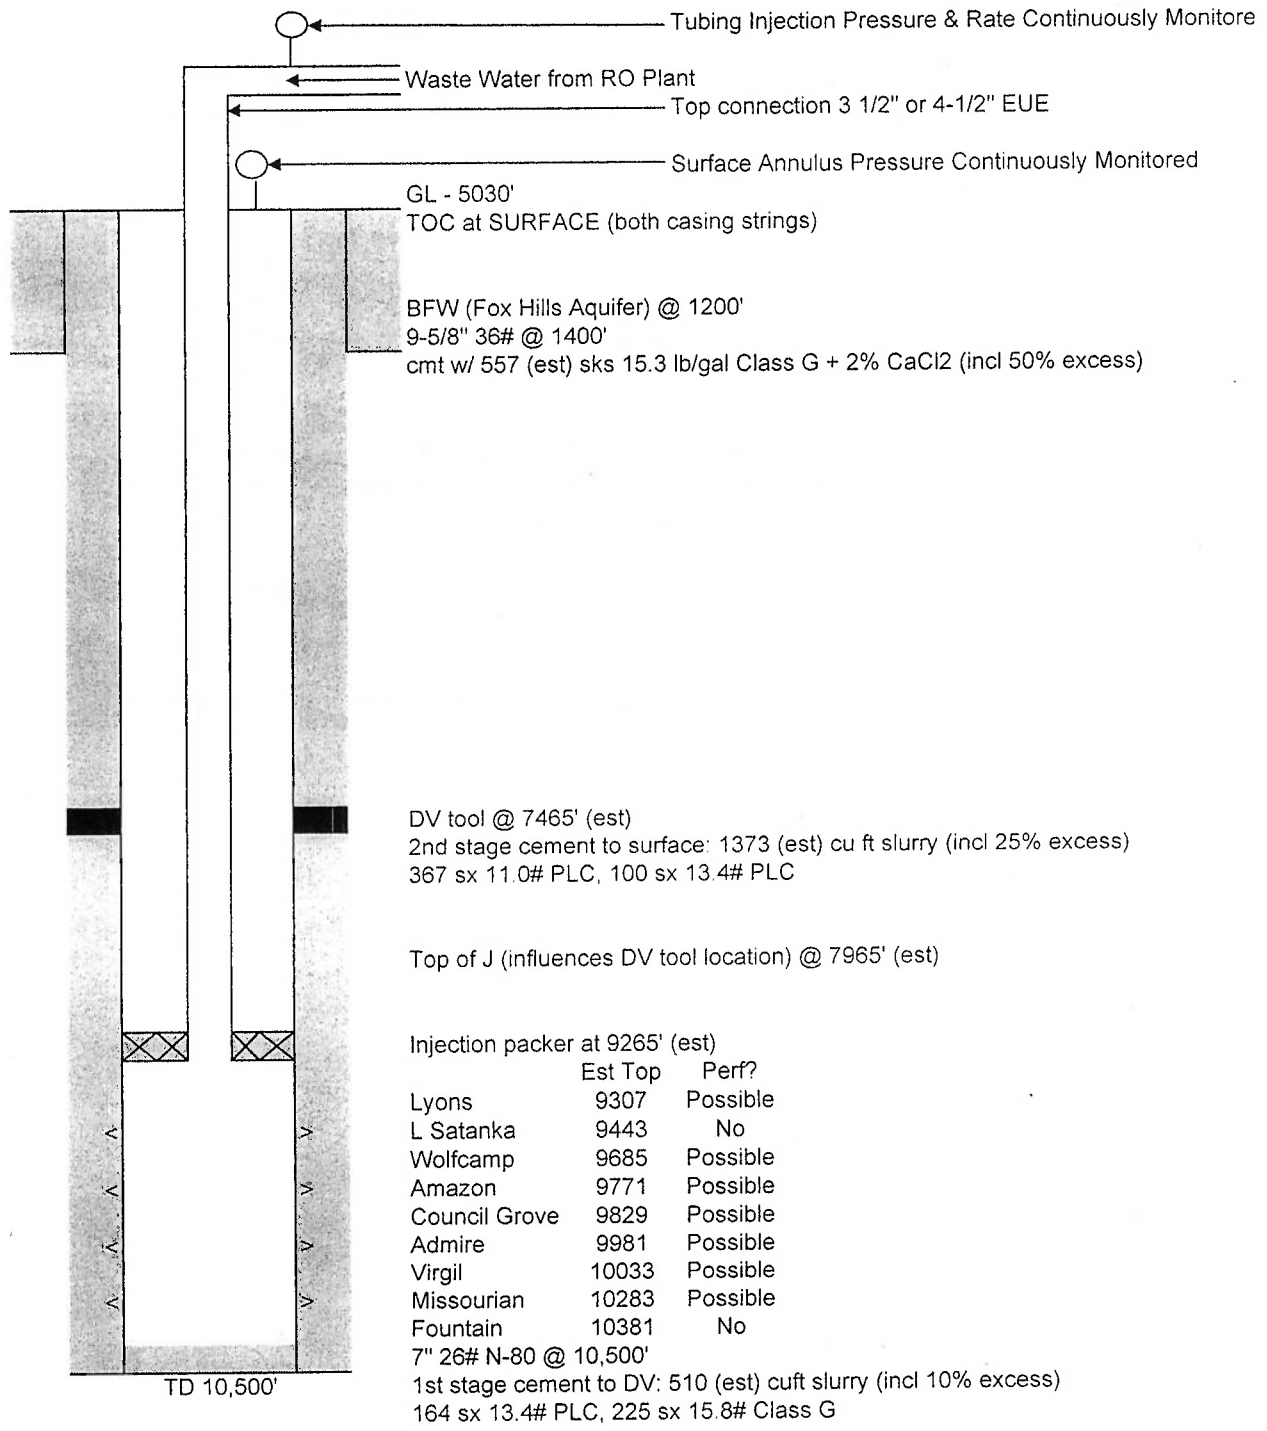 Tubing Injection Pressure & Rate Continuously Monitore
Waste Water from RO Plant
Top connection 3 1/2" or 4-1/2" EUE
Surface Annulus Pressure Continuously Monitored
GL - 5030'
TOC at SURFACE (both casing strings)
BFW (Fox Hills Aquifer) @ 1200'
9-5/8" 36# @ 1400'
cmt w/ 557 (est) sks 15.3 lb/gal Class G + 2% CaCl2 (incl 50% excess)
DV tool @ 7465' (est)
2nd stage cement to surface: 1373 (est) cu ft slurry (incl 25% excess)
367 sx 11.0# PLC, 100 sx 13.4# PLC
Top of J (influences DV tool location) @ 7965' (est)
Injection packer at 9265' (est)
Est Top Perf?
Lyons 9307 Possible
L Satanka 9443 No
Wolfcamp 9685 Possible
Amazon 9771 Possible
Council Grove 9829 Possible
Admire 9981 Possible
Virgil 10033 Possible
Missourian 10283 Possible
Fountain 10381 No
7" 26# N-80 @ 10,500'
TD 10,500'
1st stage cement to DV: 510 (est) cuft slurry (incl 10% excess)
164 sx 13.4# PLC, 225 sx 15.8# Class G